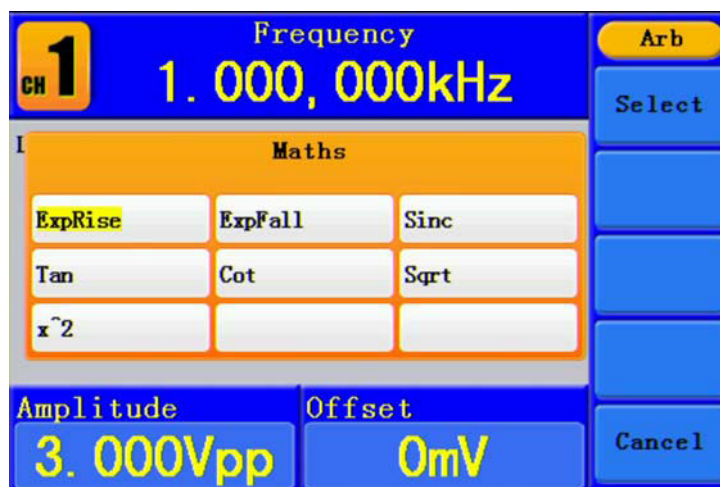 CH 1
Frequency
1.000,000kHz
Arb
Select
Maths
ExpRise ExpFall Sinc
Tan Cot Sqrt
x^2
Amplitude Offset
3.000Vpp 0mV
Cancel